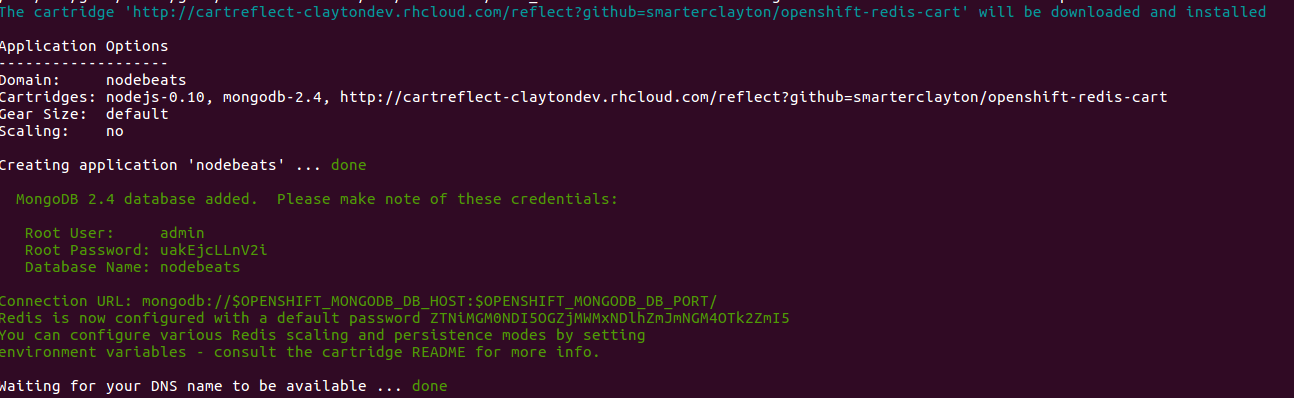 The cartridge 'http://cartreflect-claytondev.rhcloud.com/reflect?github=smarterclayton/openshift-redis-cart' will be downloaded and installed
Application Options
-------------------
Domain:     nodebeats
Cartridges: nodejs-0.10, mongodb-2.4, http://cartreflect-claytondev.rhcloud.com/reflect?github=smarterclayton/openshift-redis-cart
Gear Size:  default
Scaling:    no
Creating application 'nodebeats' ... done
MongoDB 2.4 database added.  Please make note of these credentials:
Root User:     admin
Root Password: uakEjcLLnV2i
Database Name: nodebeats
Connection URL: mongodb://$OPENSHIFT_MONGODB_DB_HOST:$OPENSHIFT_MONGODB_DB_PORT/
Redis is now configured with a default password ZTNiMGM0NDI5OGZjMWMxNDlhZmJmNGM4OTk2ZmI5
You can configure various Redis scaling and persistence modes by setting
environment variables - consult the cartridge README for more info.
Waiting for your DNS name to be available ... done